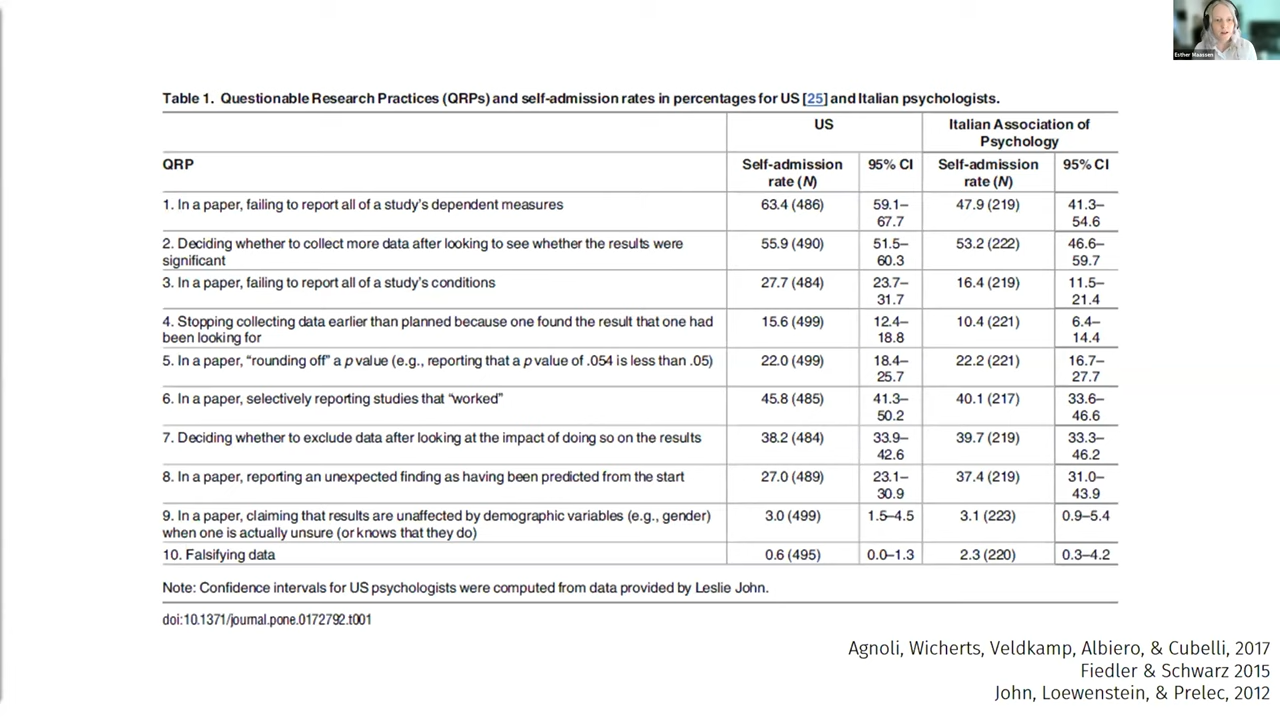 Esther Maassen
Table 1. Questionable Research Practices (QRPs) and self-admission rates in percentages for US [25] and Italian psychologists.
US
Italian Association of
Psychology
QRP
Self-admission
rate (N)
95% CI
Self-admission
rate (N)
95% CI
1. In a paper, failing to report all of a study's dependent measures
63.4 (486)
59.1–
67.7
47.9 (219)
41.3–
54.6
2. Deciding whether to collect more data after looking to see whether the results were
significant
55.9 (490)
51.5–
60.3
53.2 (222)
46.6–
59.7
3. In a paper, failing to report all of a study's conditions
27.7 (484)
23.7–
31.7
16.4 (219)
11.5–
21.4
4. Stopping collecting data earlier than planned because one found the result that one had
been looking for
15.6 (499)
12.4–
18.8
10.4 (221)
6.4–
14.4
5. In a paper, "rounding off" a p value (e.g., reporting that a p value of .054 is less than .05)
22.0 (499)
18.4–
25.7
22.2 (221)
16.7–
27.7
6. In a paper, selectively reporting studies that "worked"
45.8 (485)
41.3–
50.2
40.1 (217)
33.6–
46.6
7. Deciding whether to exclude data after looking at the impact of doing so on the results
38.2 (484)
33.9–
42.6
39.7 (219)
33.3–
46.2
8. In a paper, reporting an unexpected finding as having been predicted from the start
27.0 (489)
23.1–
30.9
37.4 (219)
31.0–
43.9
9. In a paper, claiming that results are unaffected by demographic variables (e.g., gender)
when one is actually unsure (or knows that they do)
3.0 (499)
1.5–4.5
3.1 (223)
0.9–5.4
10. Falsifying data
0.6 (495)
0.0–1.3
2.3 (220)
0.3–4.2
Note: Confidence intervals for US psychologists were computed from data provided by Leslie John.
doi:10.1371/journal.pone.0172792.t001
Agnoli, Wicherts, Veldkamp, Albiero, & Cubelli, 2017
Fiedler & Schwarz 2015
John, Loewenstein, & Prelec, 2012